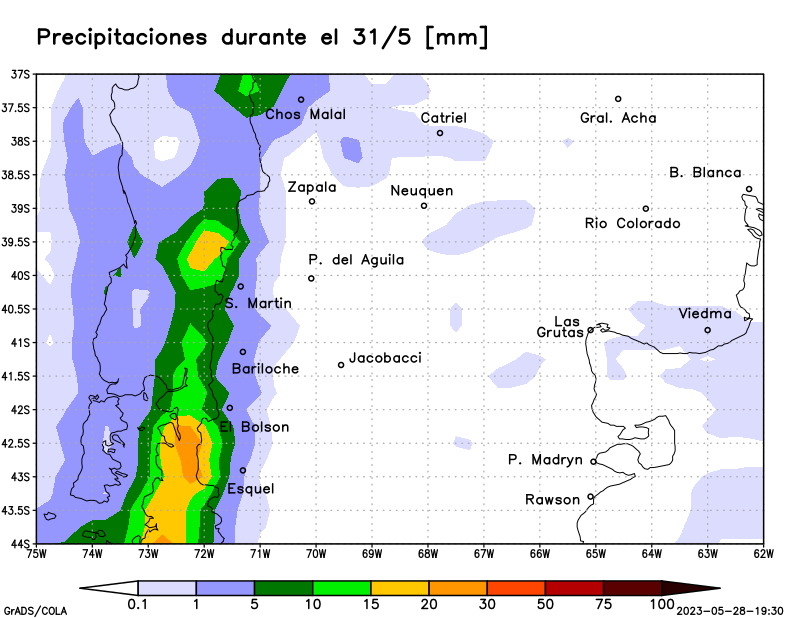 Precipitaciones durante el 31/5 [mm]
37S
37.5S
38S
38.5S
39S
39.5S
40S
40.5S
41S
41.5S
42S
42.5S
43S
43.5S
44S
Chos Malal
Catriel
Gral. Acha
B. Blanca
Zapala
Neuquen
Rio Colorado
P. del Aguila
S. Martin
Las
Grutas
Viedma
Bariloche
Jacobacci
El Bolson
P. Madryn
Esquel
Rawson
75W 74W 73W 72W 71W 70W 69W 68W 67W 66W 65W 64W 63W 62W
0.1 1 5 10 15 20 30 50 75 100
GrADS/COLA
2023-05-28-19:30